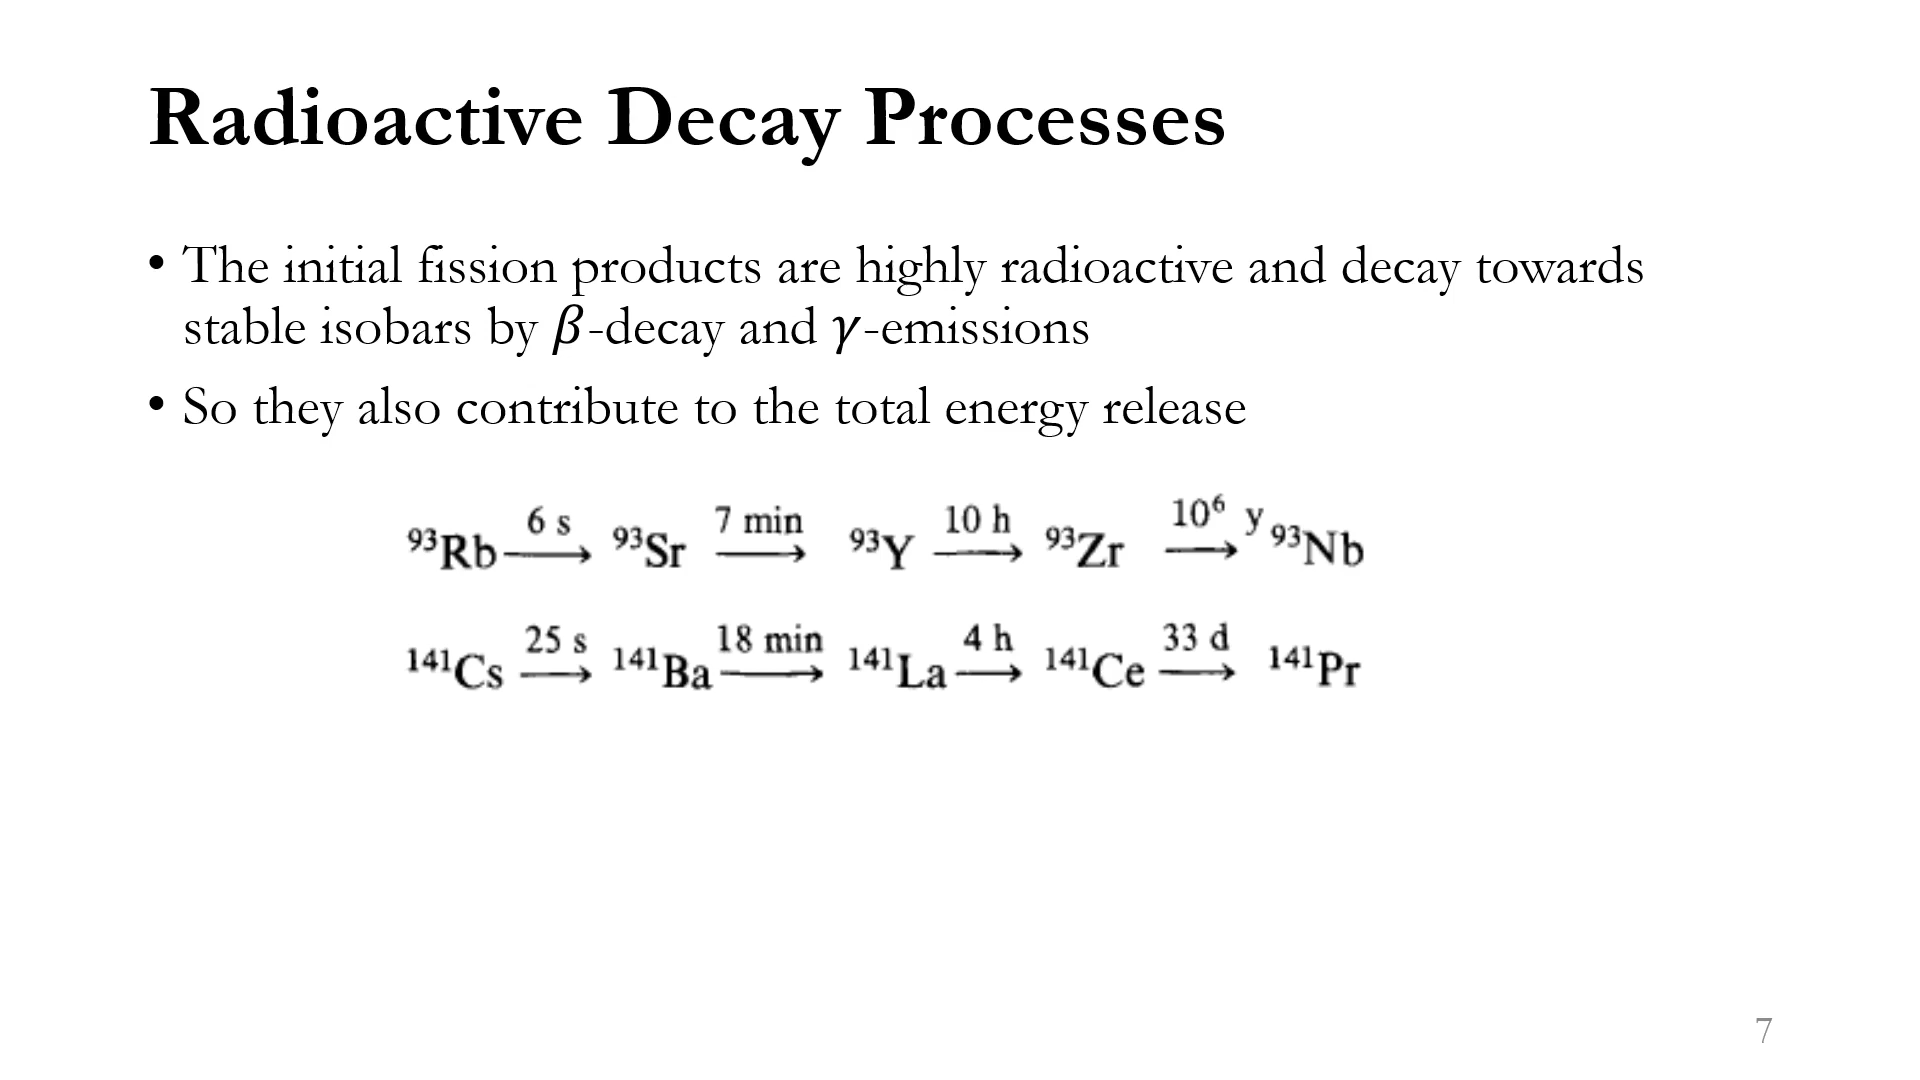 Radioactive Decay Processes
• The initial fission products are highly radioactive and decay towards
stable isobars by β-decay and γ-emissions
• So they also contribute to the total energy release
⁹³Rb ⟶ 6 s ⁹³Sr ⟶ 7 min ⁹³Y ⟶ 10 h ⁹³Zr ⟶ 10⁶ y ⁹³Nb
¹⁴¹Cs ⟶ 25 s ¹⁴¹Ba ⟶ 18 min ¹⁴¹La ⟶ 4 h ¹⁴¹Ce ⟶ 33 d ¹⁴¹Pr
7